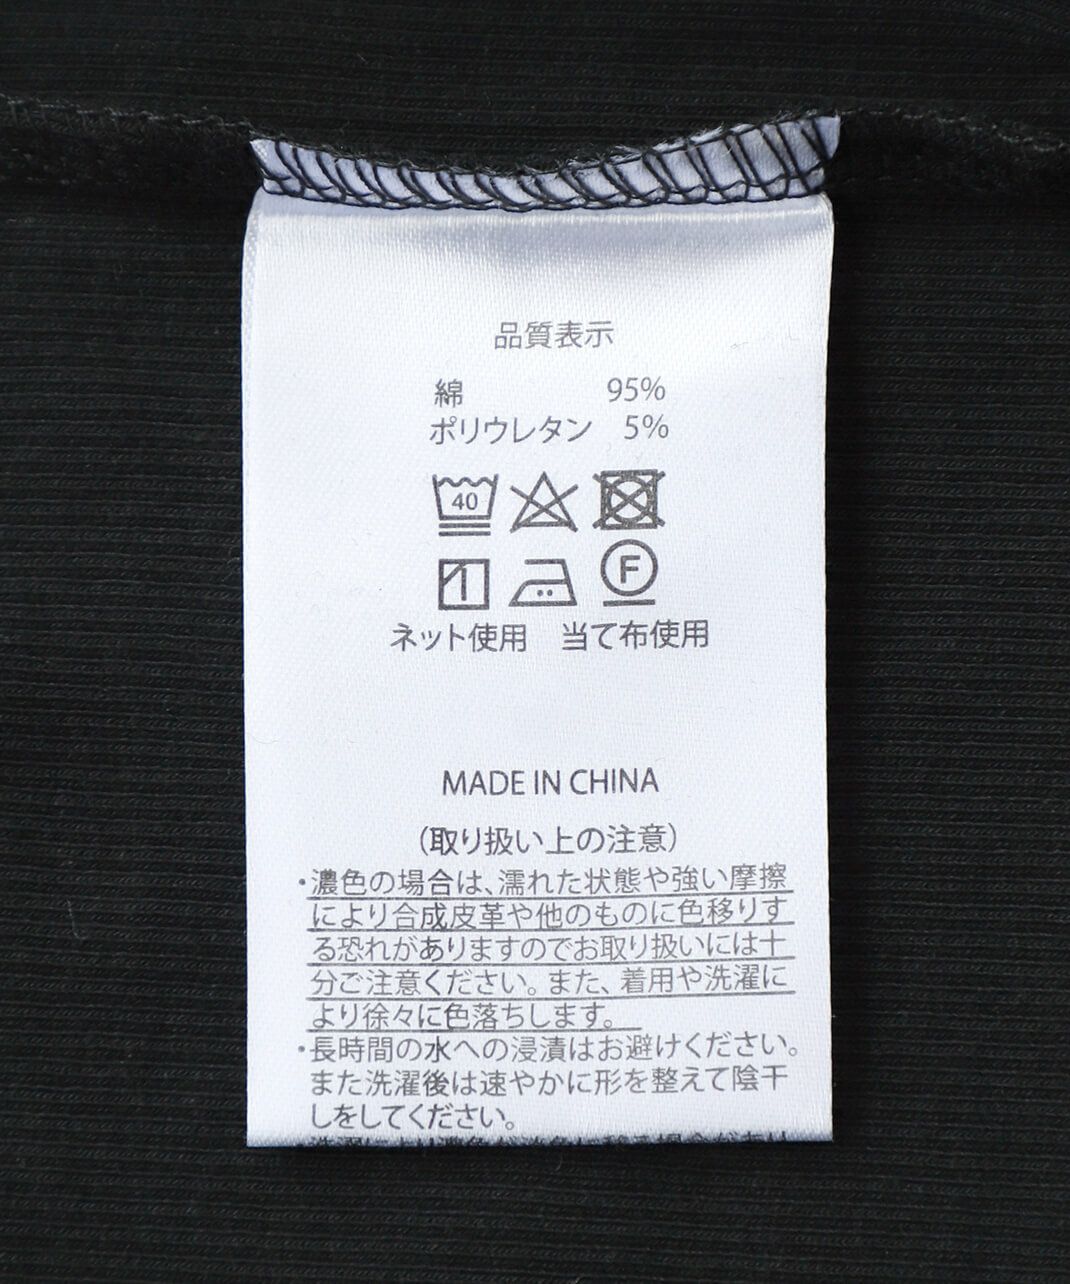 品質表示
綿 95%
ポリウレタン 5%
40
F
ネット使用 当て布使用
MADE IN CHINA
(取り扱い上の注意)
・濃色の場合は、濡れた状態や強い摩擦
により合成皮革や他のものに色移りす
る恐れがありますのでお取り扱いには十
分ご注意ください。また、着用や洗濯に
より徐々に色落ちします。
・長時間の水への浸漬はお避けください。
また洗濯後は速やかに形を整えて陰干
しをしてください。